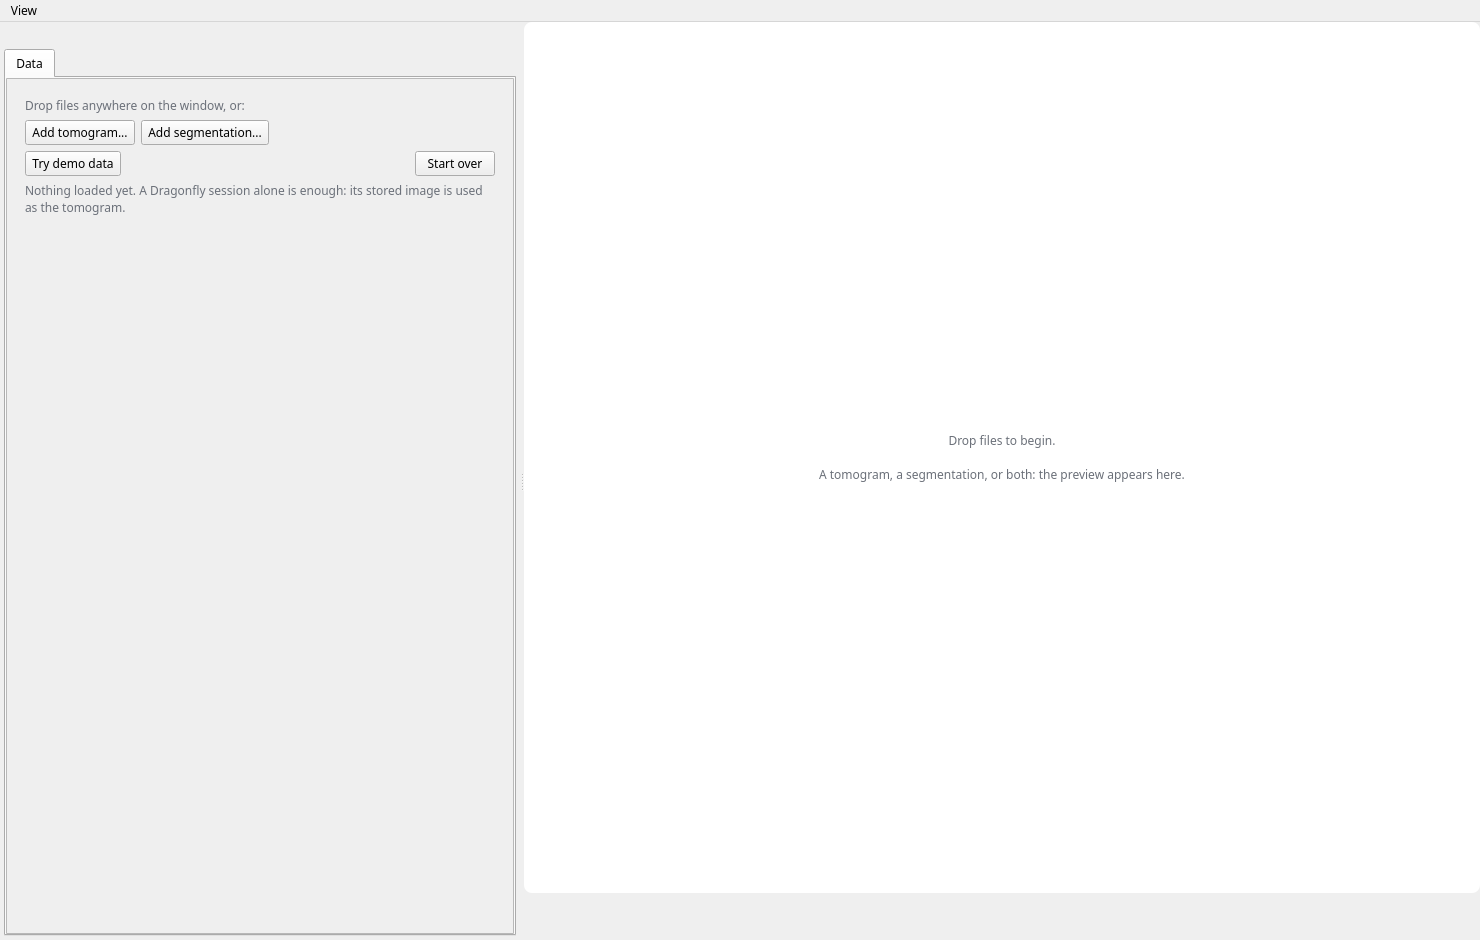 View
Data
Drop files anywhere on the window, or:
Add tomogram...
Add segmentation...
Try demo data
Start over
Nothing loaded yet. A Dragonfly session alone is enough: its stored image is used
as the tomogram.
Drop files to begin.
A tomogram, a segmentation, or both: the preview appears here.